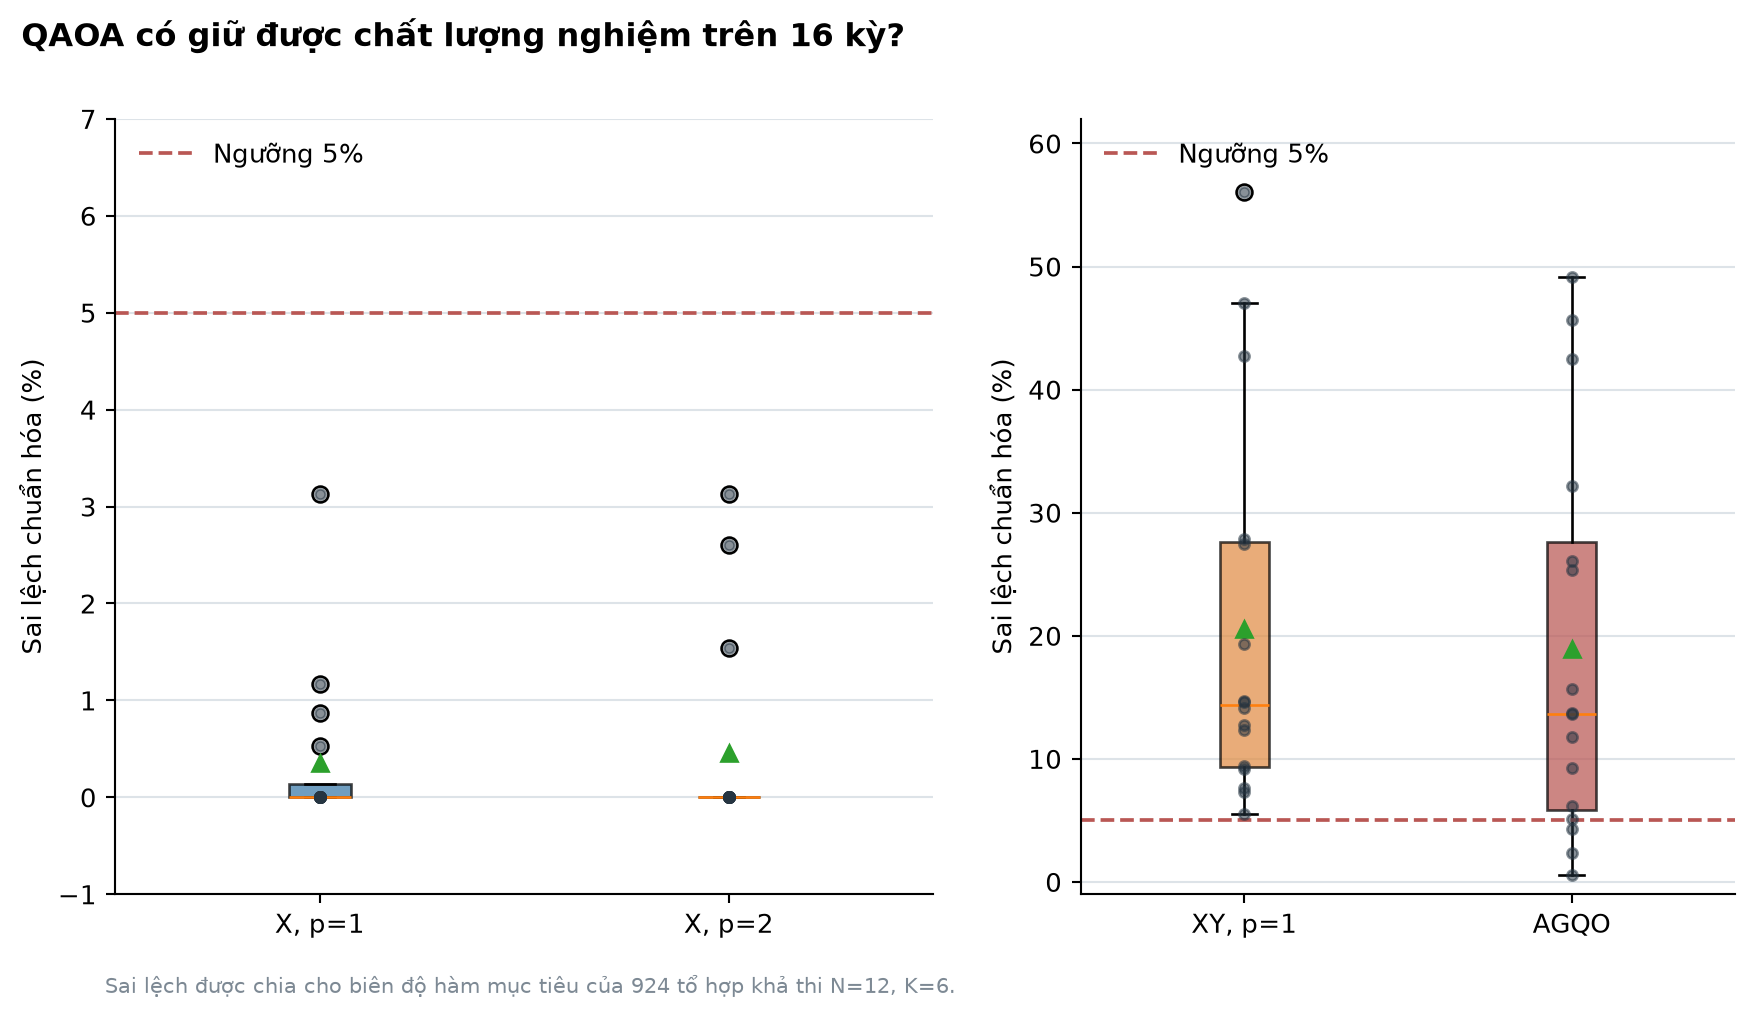 QAOA có giữ được chất lượng nghiệm trên 16 kỳ?
Sai lệch chuẩn hóa (%)
7
6
5
4
3
2
1
0
−1
Ngưỡng 5%
X, p=1
X, p=2
Sai lệch chuẩn hóa (%)
60
50
40
30
20
10
0
Ngưỡng 5%
XY, p=1
AGQO
Sai lệch được chia cho biên độ hàm mục tiêu của 924 tổ hợp khả thi N=12, K=6.